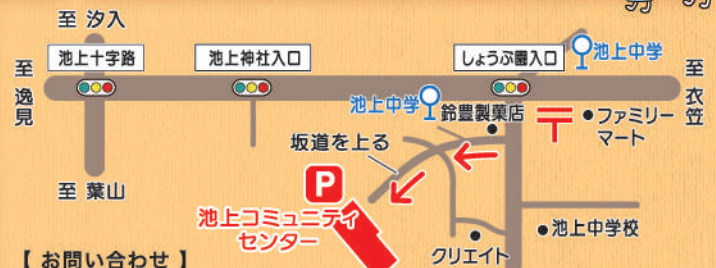 至 汐入
池上十字路
池上神社入口
しょうぶ園入口
池上中学
至 逸見
至 衣笠
池上中学
鈴豊製菓店
〒
ファミリー
マート
坂道を上る
P
至 葉山
池上コミュニティ
センター
池上中学校
クリエイト
【 お問い合わせ 】